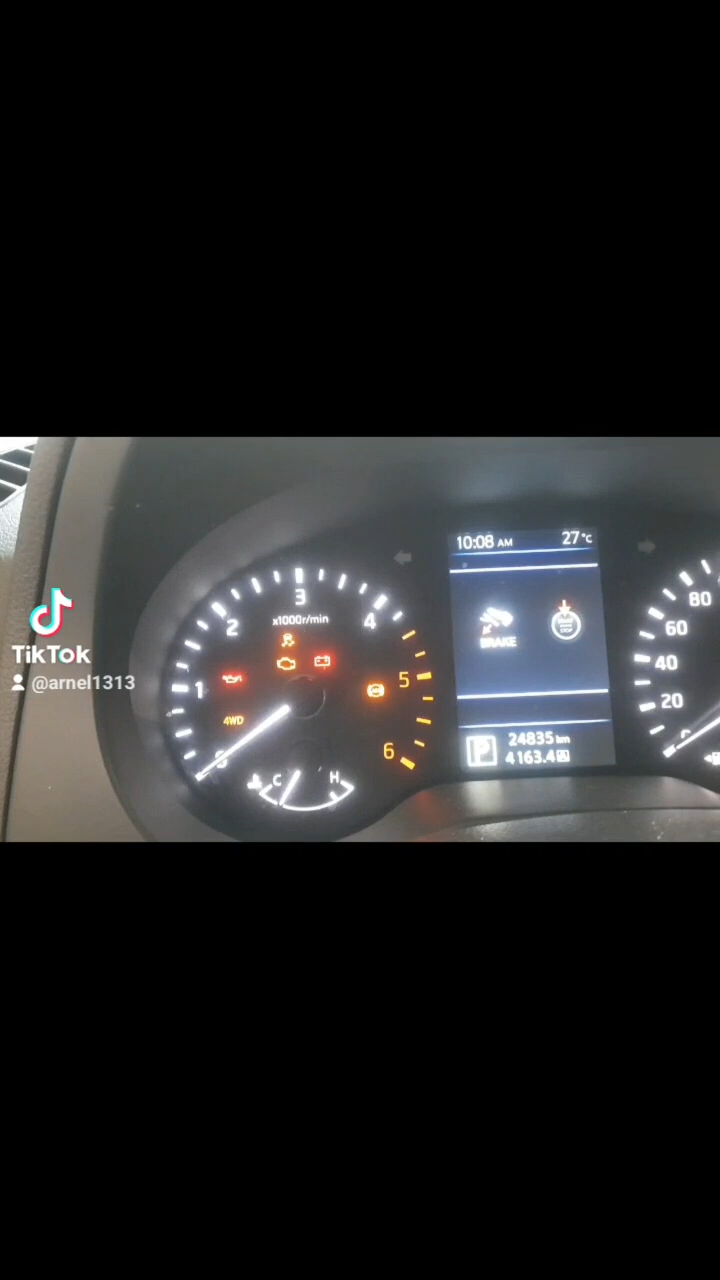 10:08 AM 27°C
3
x1000r/min
2
4
80
TikTok
@arnel1313
60
BRAKE
STOP
1
5
40
4WD
20
6
P
24835 km
4163.4 A
C H